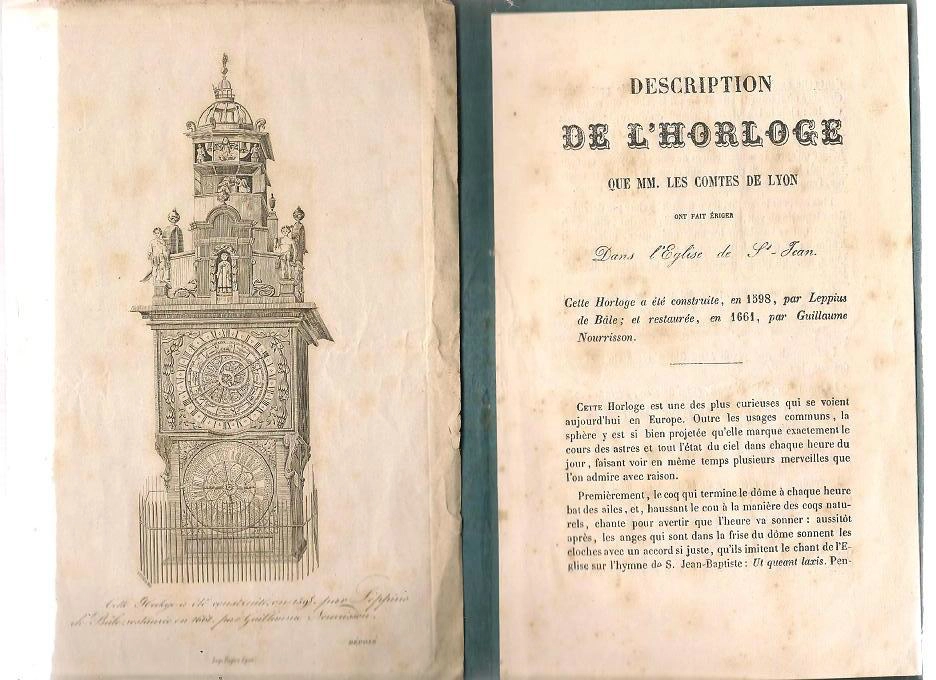 Cette Horloge a été construite, en 1598, par Leppius
de Bâle, restaurée en 1661, par Guillaume Nourrisson.
DÉPOSÉ
DESCRIPTION
DE L'HORLOGE
QUE MM. LES COMTES DE LYON
ONT FAIT ÉRIGER
Dans l'Eglise de St-Jean.
Cette Horloge a été construite, en 1598, par Leppius
de Bâle; et restaurée, en 1661, par Guillaume
Nourrisson.
CETTE Horloge est une des plus curieuses qui se voient
aujourd'hui en Europe. Outre les usages communs, la
sphère y est si bien projetée qu'elle marque exactement le
cours des astres et tout l'état du ciel dans chaque heure du
jour, faisant voir en même temps plusieurs merveilles que
l'on admire avec raison.
Premièrement, le coq qui termine le dôme à chaque heure
bat des ailes, et, haussant le cou à la manière des coqs natu-
rels, chante pour avertir que l'heure va sonner: aussitôt
après, les anges qui sont dans la frise du dôme sonnent les
cloches avec un accord si juste, qu'ils imitent le chant de l'E-
glise sur l'hymne de S. Jean-Baptiste: Ut queant laxis. Pen-